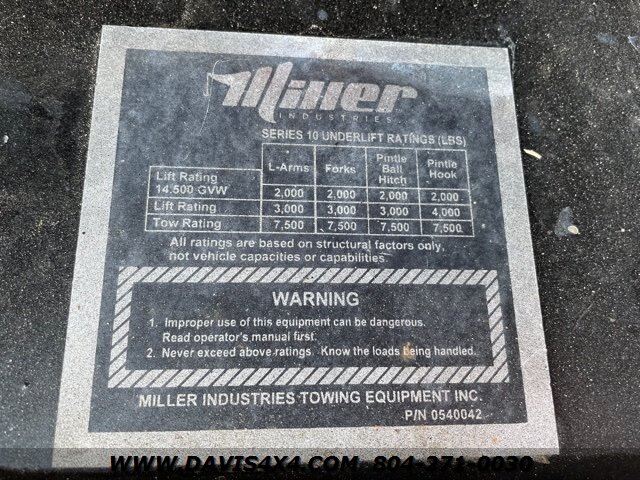 Miller
INDUSTRIES
SERIES 10 UNDERLIFT RATINGS (LBS)
L-Arms Forks Pintle Ball Hitch Pintle Hook
Lift Rating 14.500 GVW 2,000 2,000 2,000 2,000
Lift Rating 3,000 3,000 3,000 4,000
Tow Rating 7,500 7,500 7,500 7,500
All ratings are based on structural factors only,
not vehicle capacities or capabilities.
WARNING
1. Improper use of this equipment can be dangerous.
Read operator's manual first.
2. Never exceed above ratings. Know the loads being handled.
MILLER INDUSTRIES TOWING EQUIPMENT INC.
P/N 0540042
WWW.DAVIS4X4.COM 804-371-0030